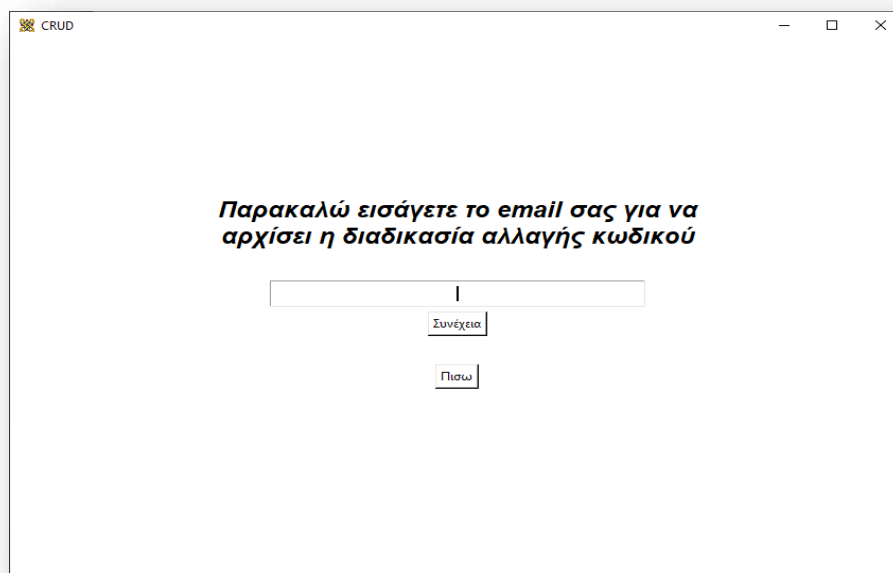 CRUD
Παρακαλώ εισάγετε το email σας για να
αρχίσει η διαδικασία αλλαγής κωδικού
Συνέχεια
Πισω